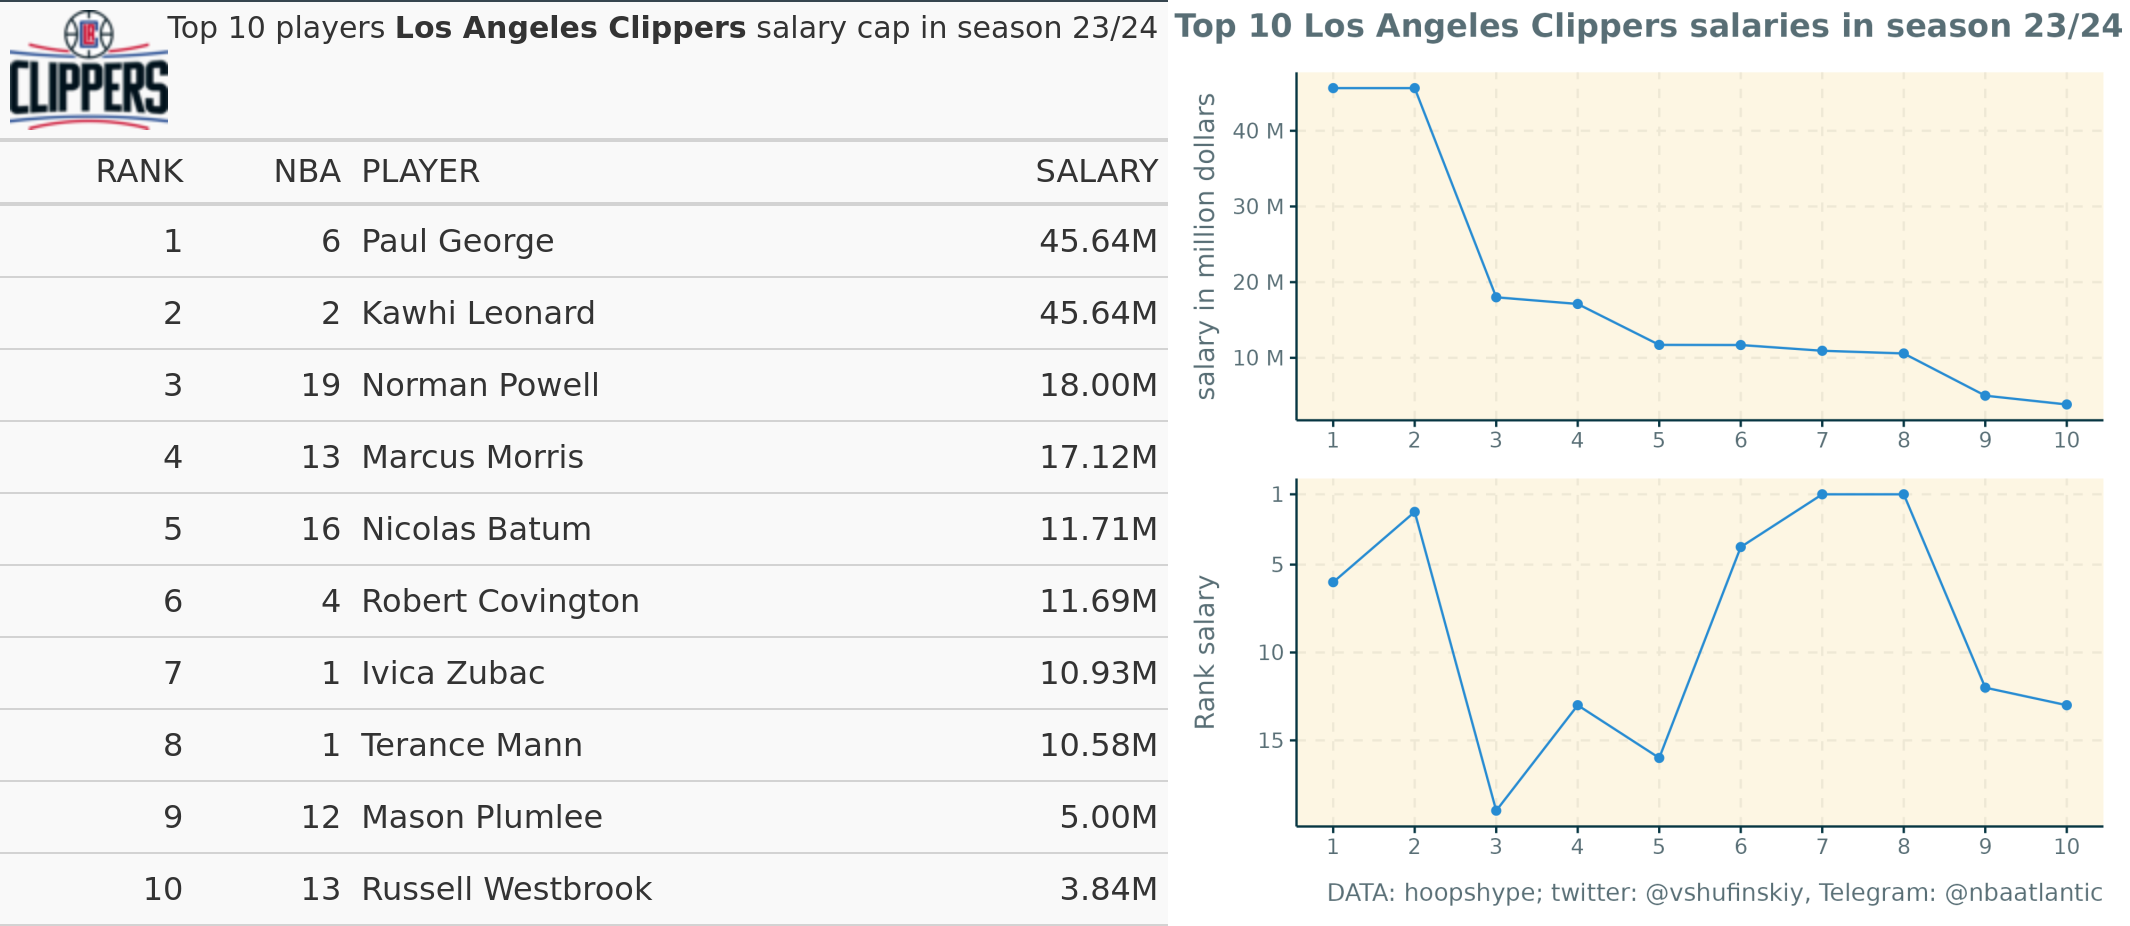 Top 10 players Los Angeles Clippers salary cap in season 23/24
CLIPPERS
RANK NBA PLAYER SALARY
1 6 Paul George 45.64M
2 2 Kawhi Leonard 45.64M
3 19 Norman Powell 18.00M
4 13 Marcus Morris 17.12M
5 16 Nicolas Batum 11.71M
6 4 Robert Covington 11.69M
7 1 Ivica Zubac 10.93M
8 1 Terance Mann 10.58M
9 12 Mason Plumlee 5.00M
10 13 Russell Westbrook 3.84M
Top 10 Los Angeles Clippers salaries in season 23/24
salary in million dollars
40 M
30 M
20 M
10 M
1 2 3 4 5 6 7 8 9 10
Rank salary
1
5
10
15
1 2 3 4 5 6 7 8 9 10
DATA: hoopshype; twitter: @vshufinskiy, Telegram: @nbaatlantic